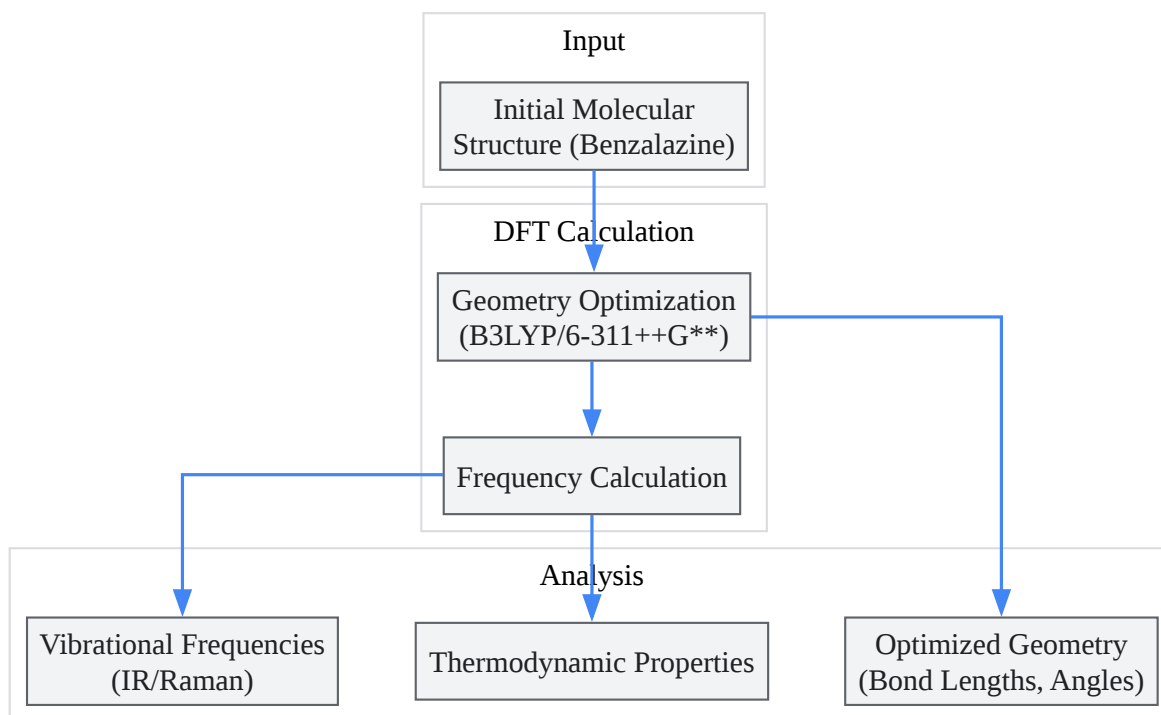 Input
Initial Molecular
Structure (Benzalazine)
DFT Calculation
Geometry Optimization
(B3LYP/6-311++G**)
Frequency Calculation
Analysis
Vibrational Frequencies
(IR/Raman)
Thermodynamic Properties
Optimized Geometry
(Bond Lengths, Angles)